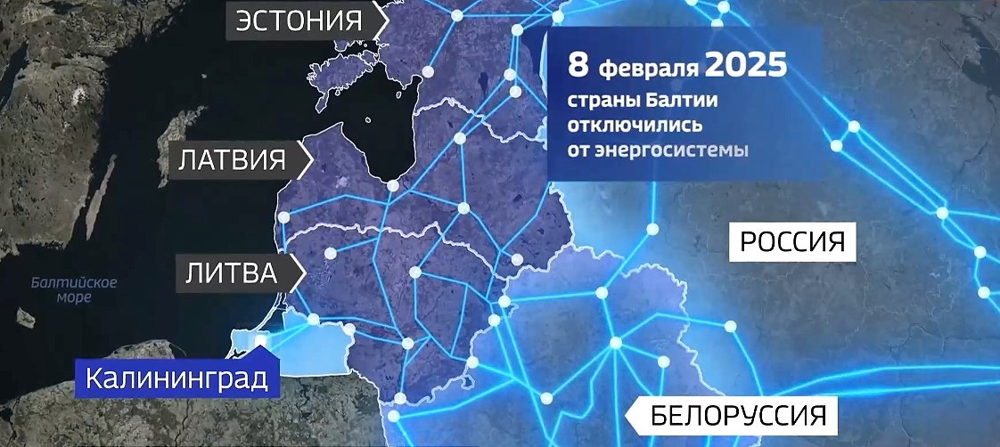 ЭСТОНИЯ
8 февраля 2025
страны Балтии
отключились
от энергосистемы
ЛАТВИЯ
РОССИЯ
ЛИТВА
Балтийское
море
Калининград
БЕЛОРУССИЯ